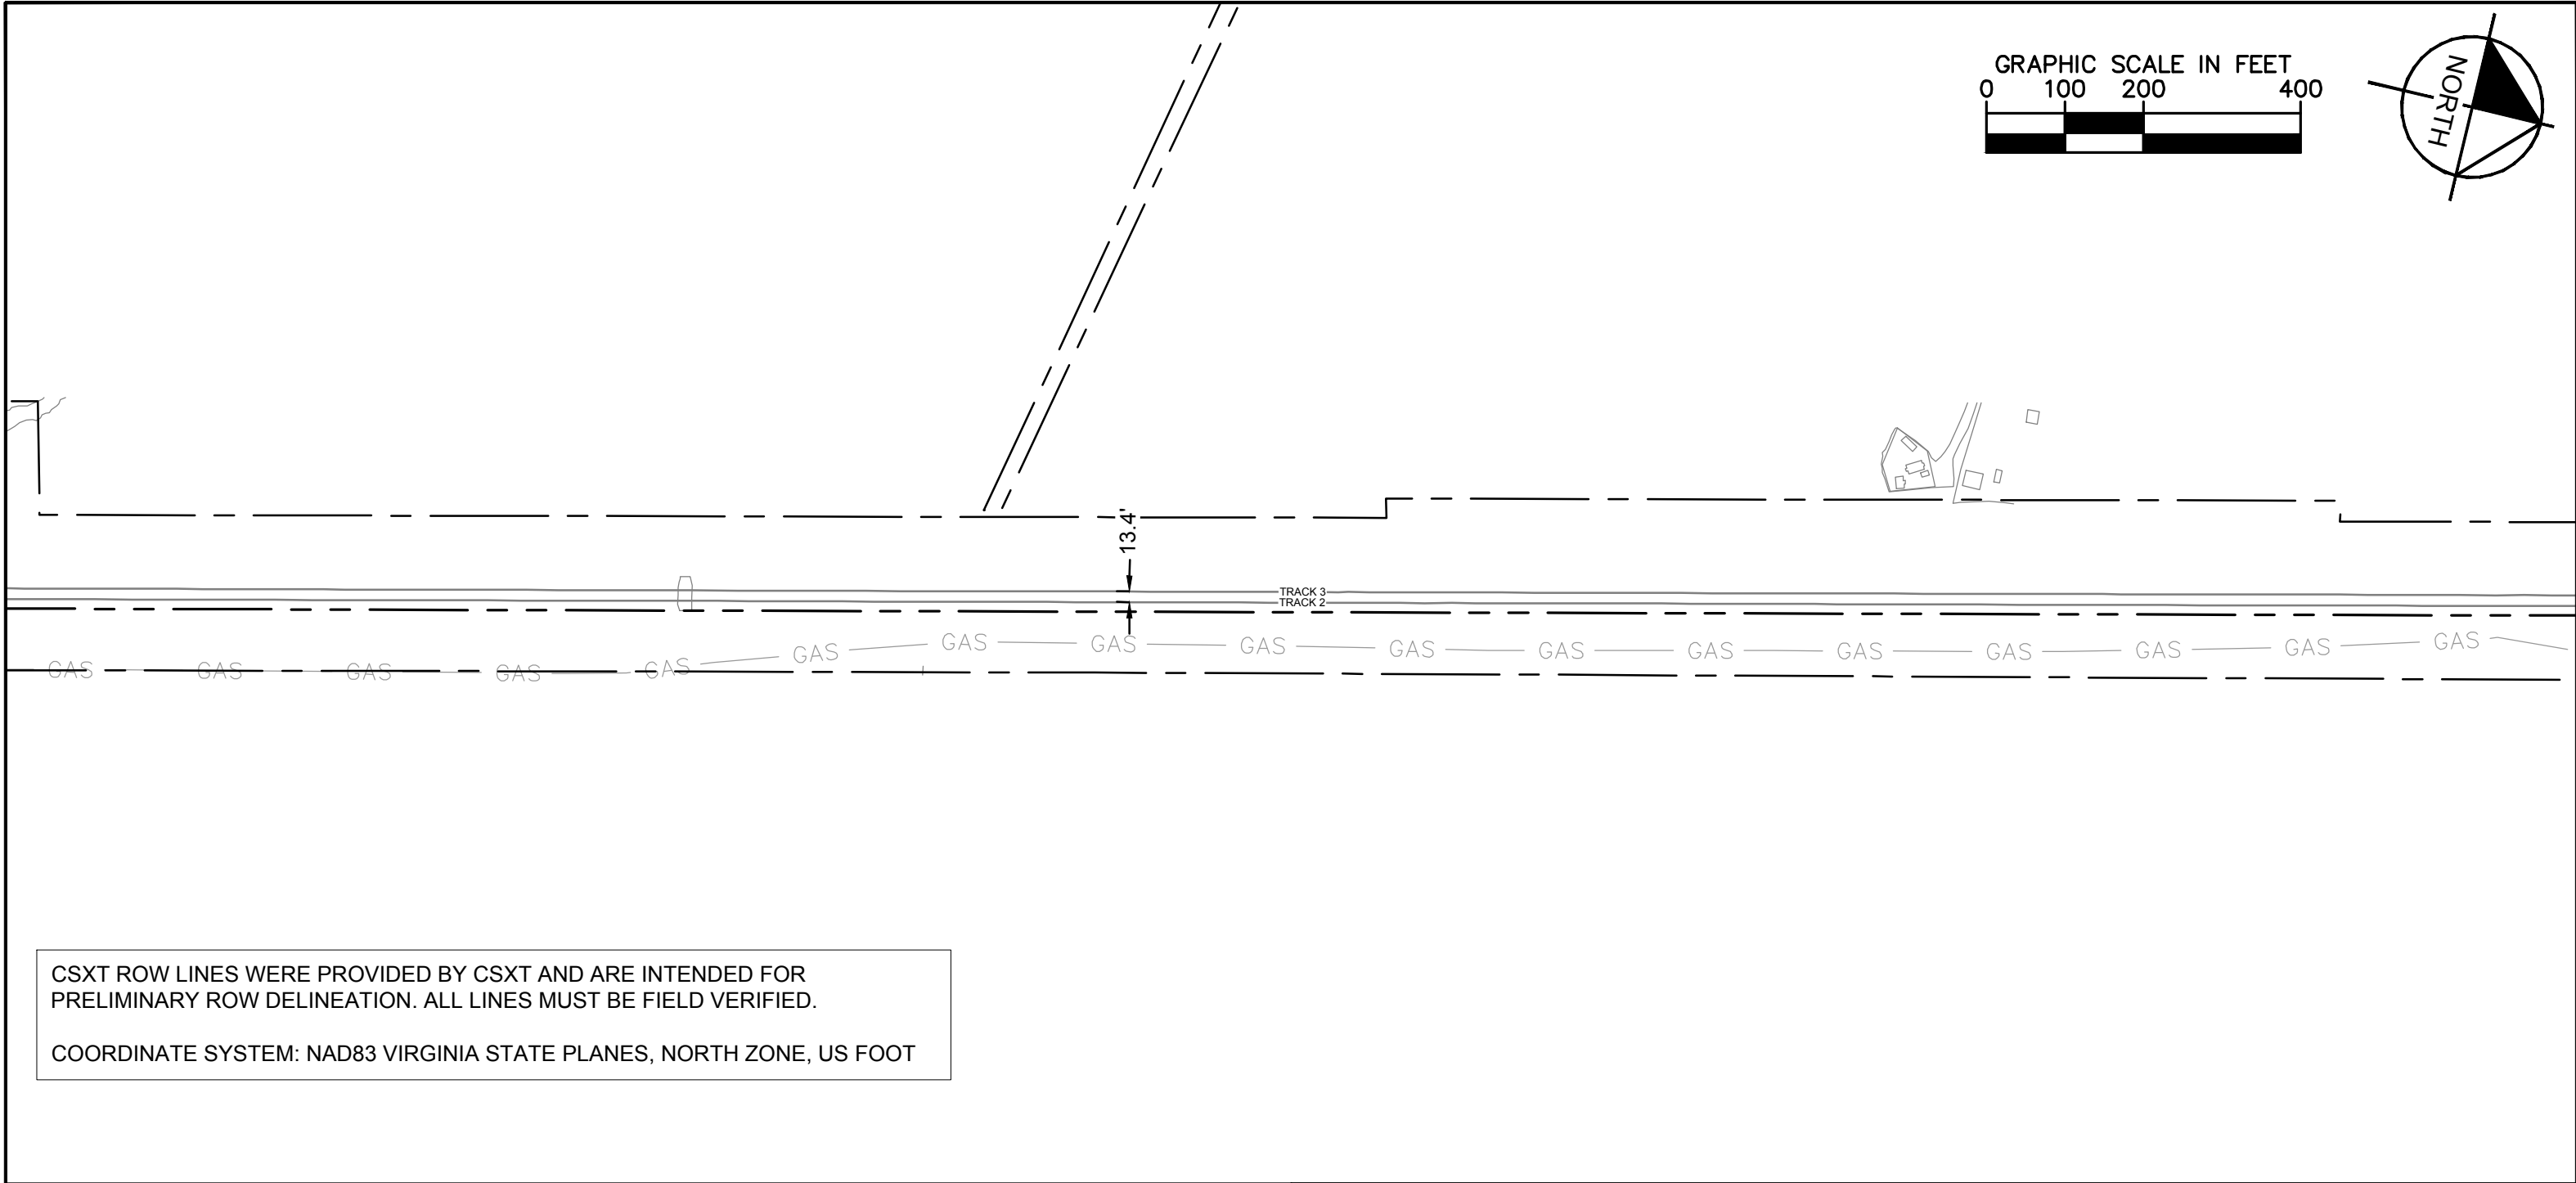 GRAPHIC SCALE IN FEET
0 100 200 400
NORTH
13.4'
TRACK 3
TRACK 2
GAS GAS GAS GAS GAS GAS GAS GAS GAS GAS GAS GAS GAS GAS GAS GAS GAS
CSXT ROW LINES WERE PROVIDED BY CSXT AND ARE INTENDED FOR
PRELIMINARY ROW DELINEATION. ALL LINES MUST BE FIELD VERIFIED.
COORDINATE SYSTEM: NAD83 VIRGINIA STATE PLANES, NORTH ZONE, US FOOT